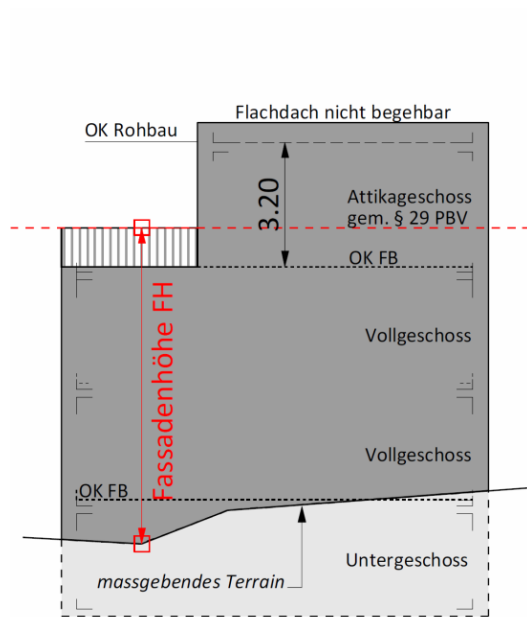 Flachdach nicht begehbar
OK Rohbau
3.20
Attikageschoss
gem. § 29 PBV
OK FB
Fassadenhöhe FH
Vollgeschoss
Vollgeschoss
OK FB
Untergeschoss
massgebendes Terrain